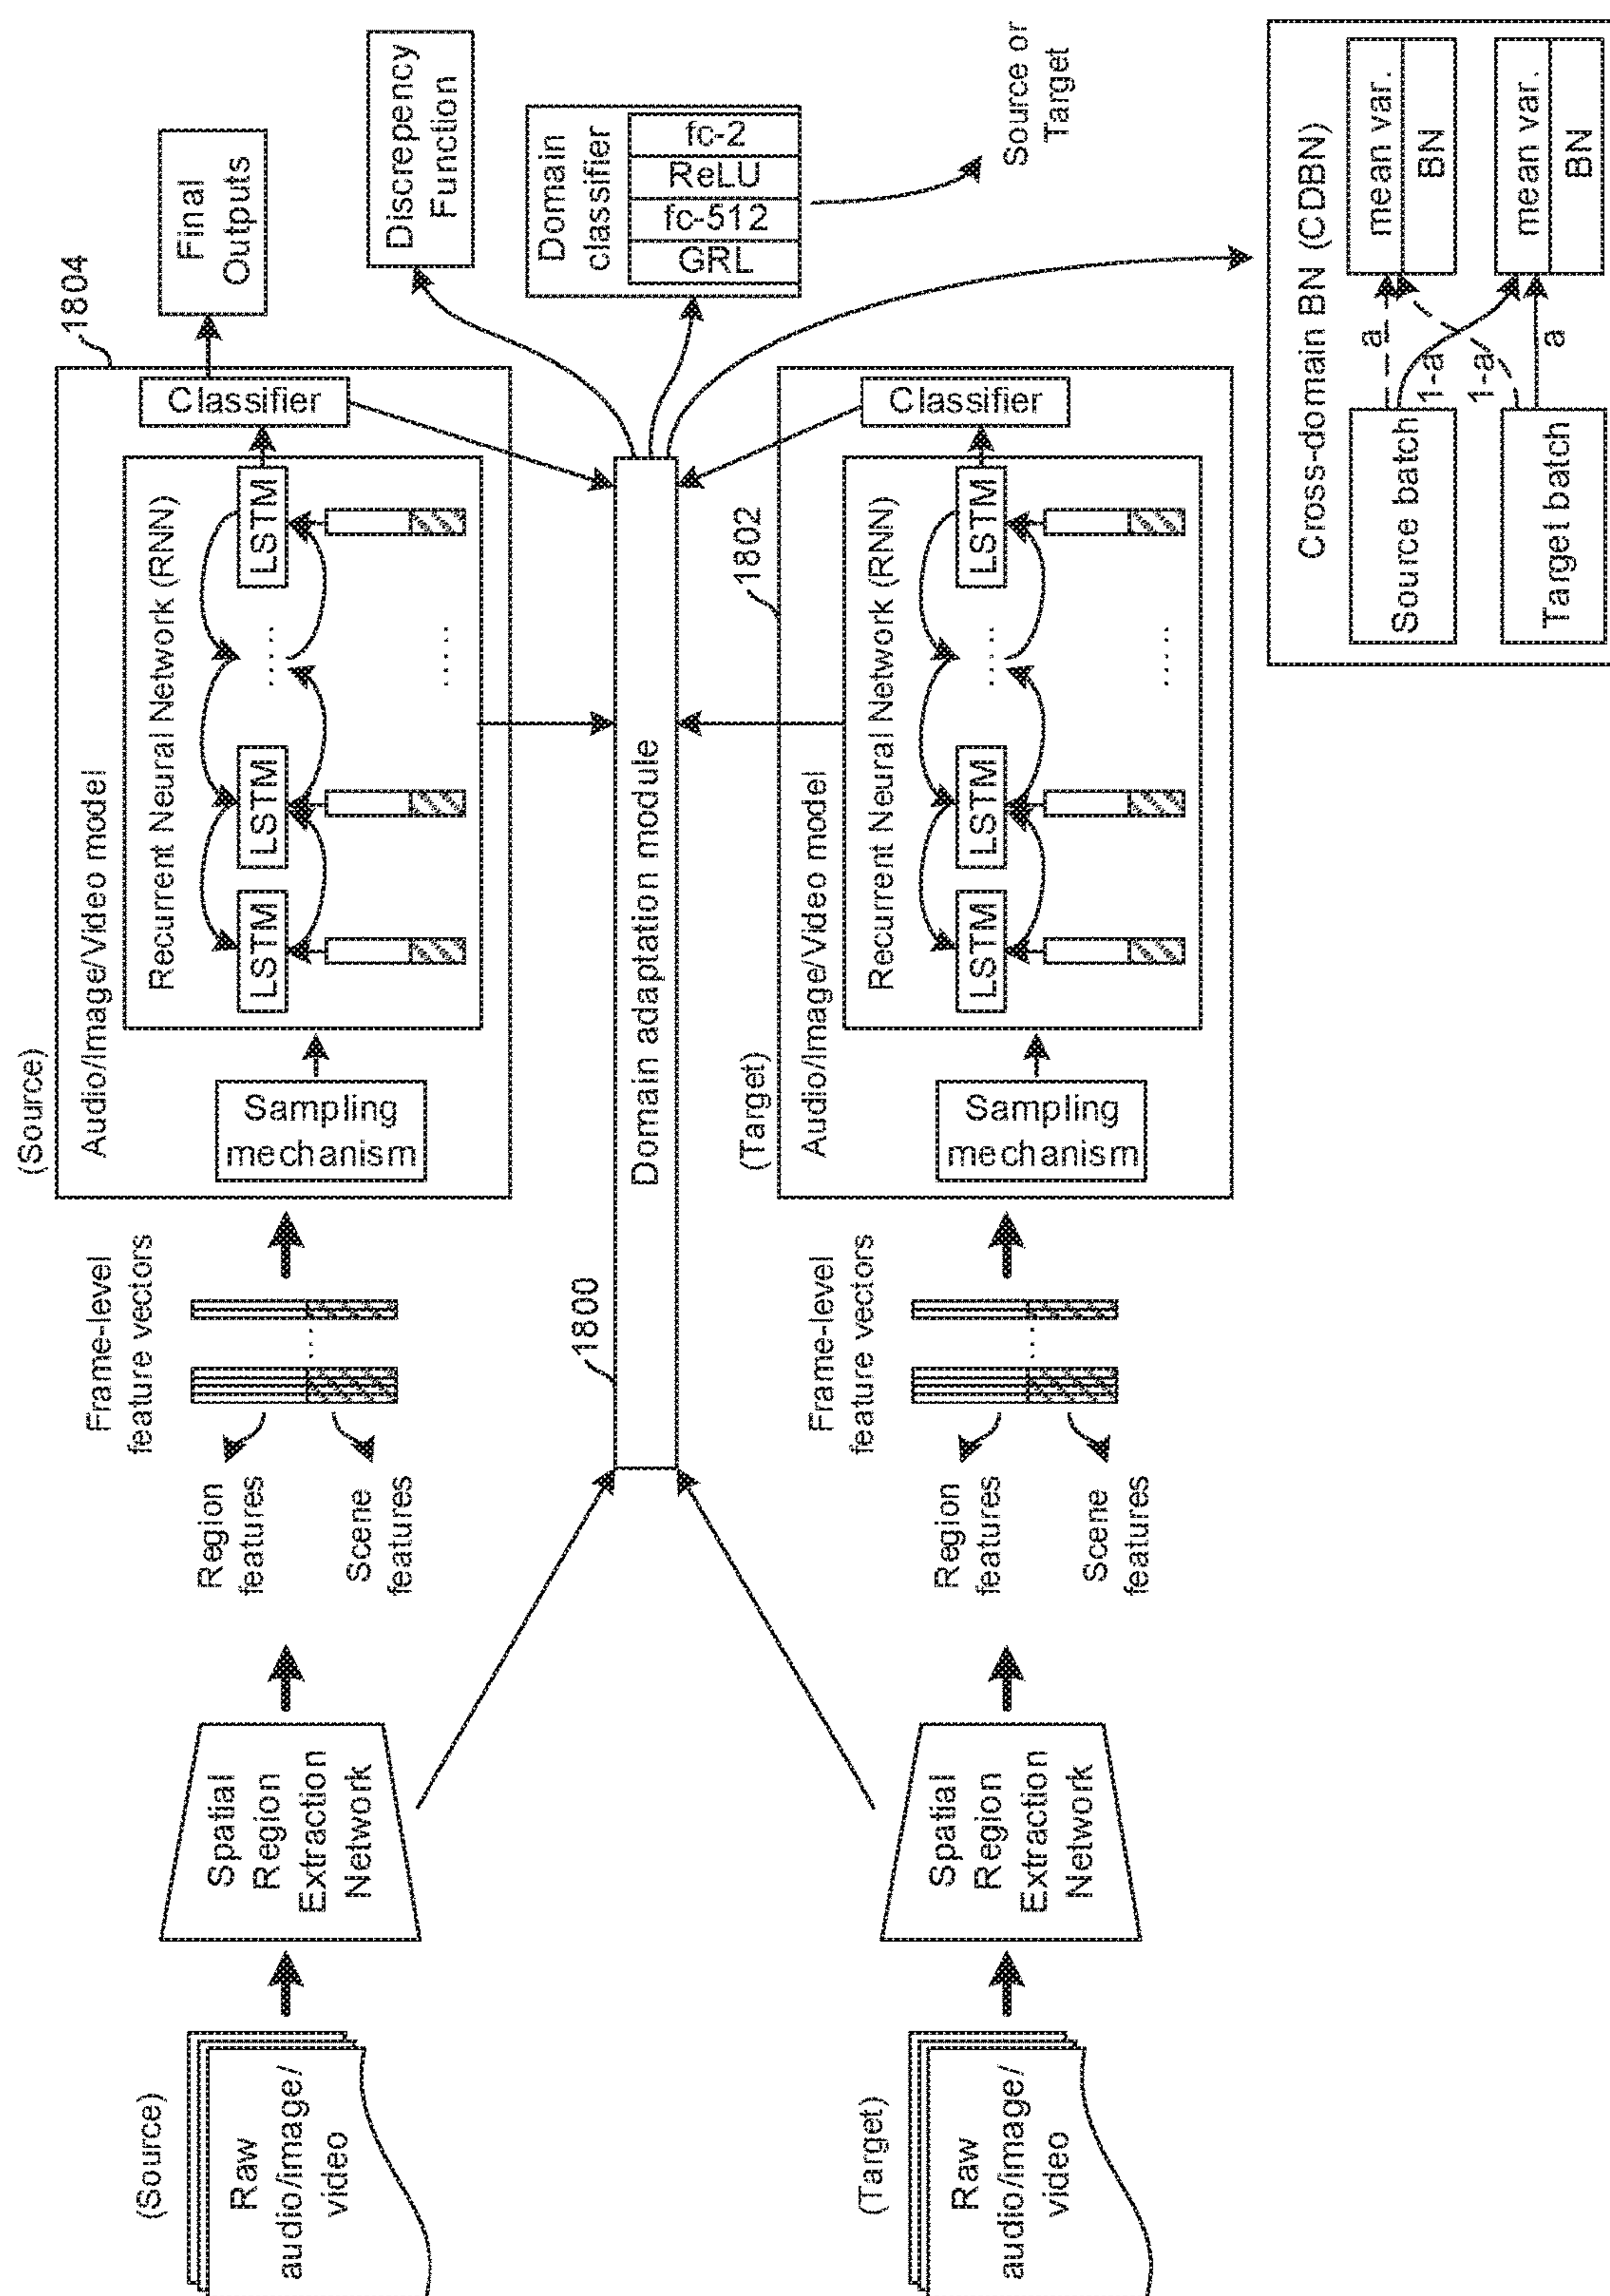 (Source)
Raw
audio/image/
video
Spatial
Region
Extraction
Network
Region
features
Scene
features
Frame-level
feature vectors
....
(Source)
Audio/Image/Video model
1804
Sampling
mechanism
Recurrent Neural Network (RNN)
LSTM
LSTM
.....
LSTM
.....
Classifier
Final
Outputs
Discrepency
Function
1800
Domain adaptation module
Domain
classifier
GRL
fc-512
ReLU
fc-2
Source or
Target
(Target)
Raw
audio/image/
video
Spatial
Region
Extraction
Network
Region
features
Scene
features
Frame-level
feature vectors
....
(Target)
Audio/Image/Video model
1802
Sampling
mechanism
Recurrent Neural Network (RNN)
LSTM
LSTM
.....
LSTM
.....
Classifier
Cross-domain BN (CDBN)
Source batch
a
1-a
mean var.
BN
Target batch
1-a
a
mean var.
BN